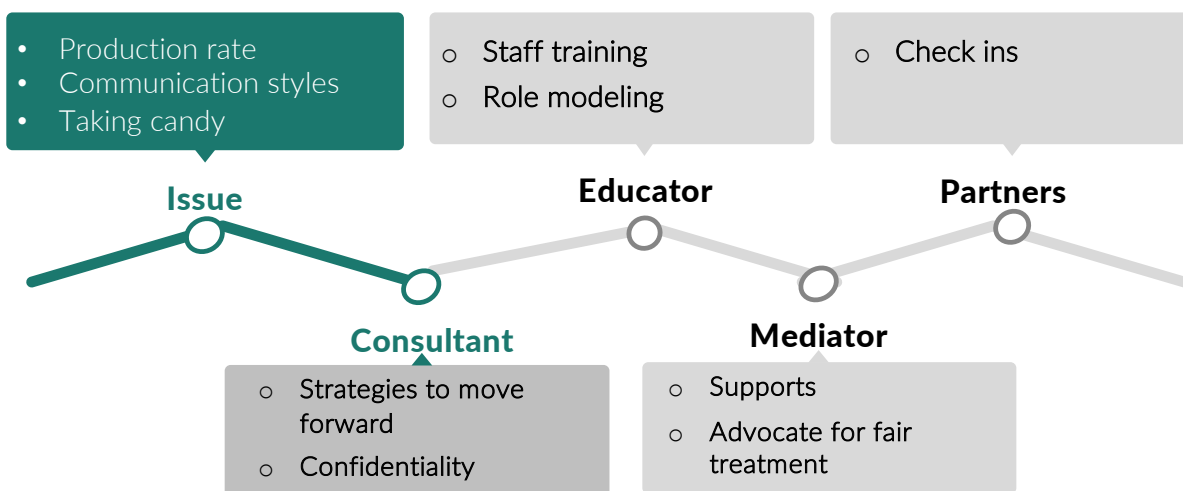 • Production rate
• Communication styles
• Taking candy
Issue
Consultant
o Strategies to move
forward
o Confidentiality
o Staff training
o Role modeling
Educator
Mediator
o Supports
o Advocate for fair
treatment
o Check ins
Partners